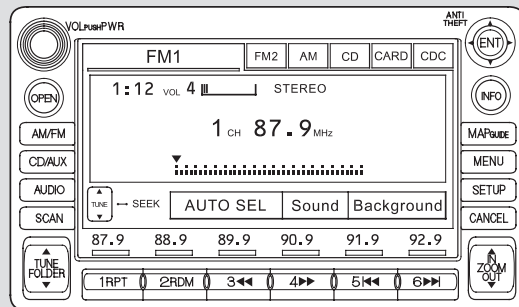 VOL PUSH PWR
ANTI THEFT
ENT
FM1 FM2 AM CD CARD CDC
OPEN
1:12 VOL 4 STEREO
INFO
1 CH 87.9 MHz
AM/FM
MAP GUIDE
CD/AUX
MENU
AUDIO
SETUP
TUNE SEEK AUTO SEL Sound Background
SCAN
CANCEL
87.9 88.9 89.9 90.9 91.9 92.9
TUNE FOLDER
IN ZOOM OUT
1RPT 2RDM 3◀◀ 4▶▶ 5|◀◀ 6▶▶|